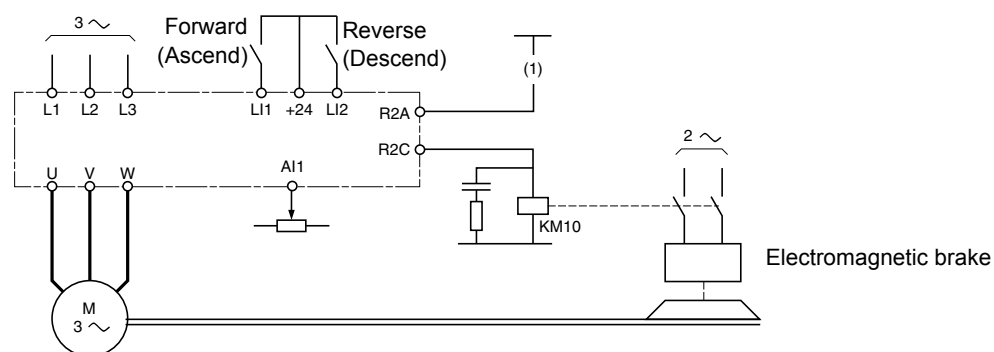 3 ~
Forward
(Ascend)
Reverse
(Descend)
(1)
L1 L2 L3 LI1 +24 LI2
R2A
R2C
2 ~
U V W AI1
KM10
Electromagnetic brake
M
3 ~